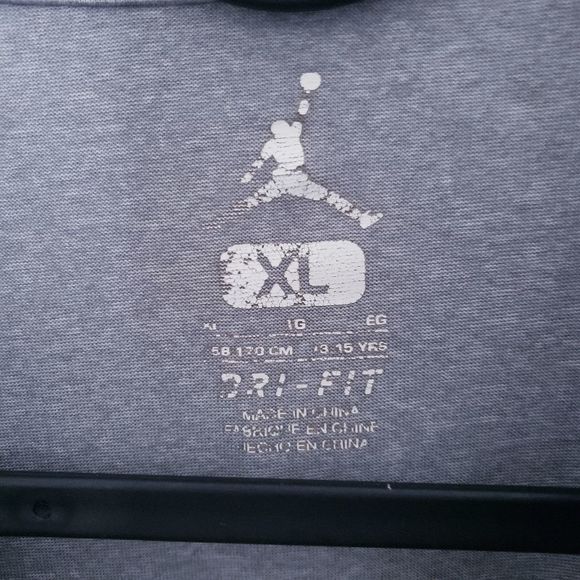 XL
XL TG EG
158-170 CM 13-15 YRS
DRI-FIT
MADE IN CHINA
FABRIQUÉ EN CHINE
HECHO EN CHINA